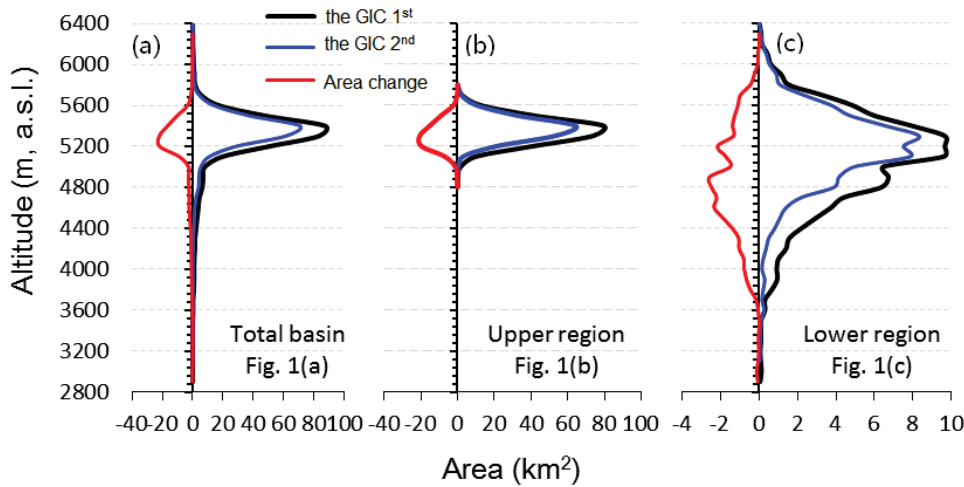 the GIC 1st
the GIC 2nd
Area change
(a)
(b)
(c)
6400
6000
5600
5200
4800
4400
4000
3600
3200
2800
Altitude (m, a.s.l.)
Total basin
Fig. 1(a)
Upper region
Fig. 1(b)
Lower region
Fig. 1(c)
-40 -20 0 20 40 60 80 100
-40 -20 0 20 40 60 80 100
-4 -2 0 2 4 6 8 10
Area (km2)